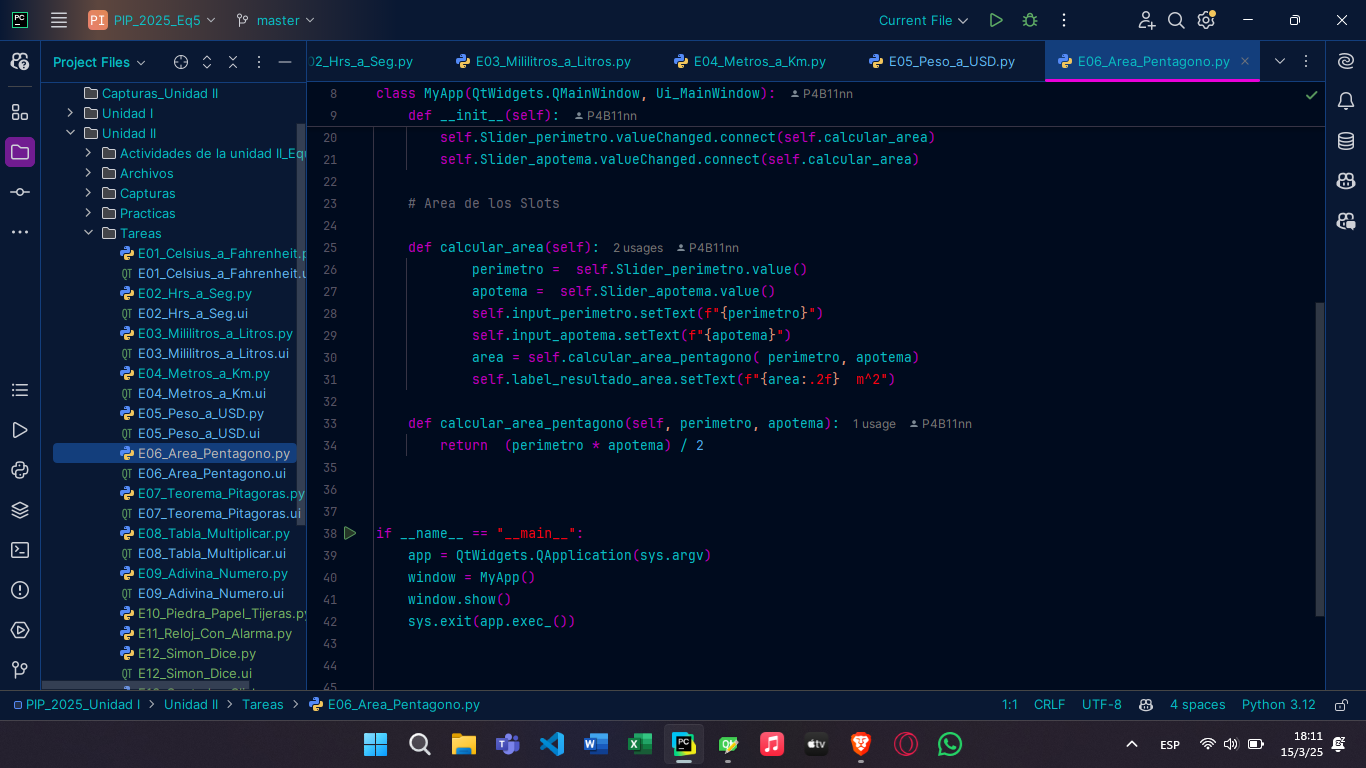 PC
PI PIP_2025_Eq5 master Current File
Project Files
02_Hrs_a_Seg.py E03_Mililitros_a_Litros.py E04_Metros_a_Km.py E05_Peso_a_USD.py E06_Area_Pentagono.py
Capturas_Unidad II
Unidad I
Unidad II
Actividades de la unidad II_Equ
Archivos
Capturas
Practicas
Tareas
E01_Celsius_a_Fahrenheit.p
QT E01_Celsius_a_Fahrenheit.u
E02_Hrs_a_Seg.py
QT E02_Hrs_a_Seg.ui
E03_Mililitros_a_Litros.py
QT E03_Mililitros_a_Litros.ui
E04_Metros_a_Km.py
QT E04_Metros_a_Km.ui
E05_Peso_a_USD.py
QT E05_Peso_a_USD.ui
E06_Area_Pentagono.py
QT E06_Area_Pentagono.ui
E07_Teorema_Pitagoras.py
QT E07_Teorema_Pitagoras.ui
E08_Tabla_Multiplicar.py
QT E08_Tabla_Multiplicar.ui
E09_Adivina_Numero.py
QT E09_Adivina_Numero.ui
E10_Piedra_Papel_Tijeras.py
E11_Reloj_Con_Alarma.py
E12_Simon_Dice.py
QT E12_Simon_Dice.ui
8 class MyApp(QtWidgets.QMainWindow, Ui_MainWindow): P4B11nn
9 def __init__(self): P4B11nn
20 self.Slider_perimetro.valueChanged.connect(self.calcular_area)
21 self.Slider_apotema.valueChanged.connect(self.calcular_area)
22
23 # Area de los Slots
24
25 def calcular_area(self): 2 usages P4B11nn
26 perimetro =  self.Slider_perimetro.value()
27 apotema =  self.Slider_apotema.value()
28 self.input_perimetro.setText(f"{perimetro}")
29 self.input_apotema.setText(f"{apotema}")
30 area = self.calcular_area_pentagono( perimetro, apotema)
31 self.label_resultado_area.setText(f"{area:.2f}  m^2")
32
33 def calcular_area_pentagono(self, perimetro, apotema): 1 usage P4B11nn
34 return  (perimetro * apotema) / 2
35
36
37
38 if __name__ == "__main__":
39 app = QtWidgets.QApplication(sys.argv)
40 window = MyApp()
41 window.show()
42 sys.exit(app.exec_())
43
44
45
PIP_2025_Unidad I > Unidad II > Tareas > E06_Area_Pentagono.py 1:1 CRLF UTF-8 4 spaces Python 3.12
ESP 18:11
15/3/25